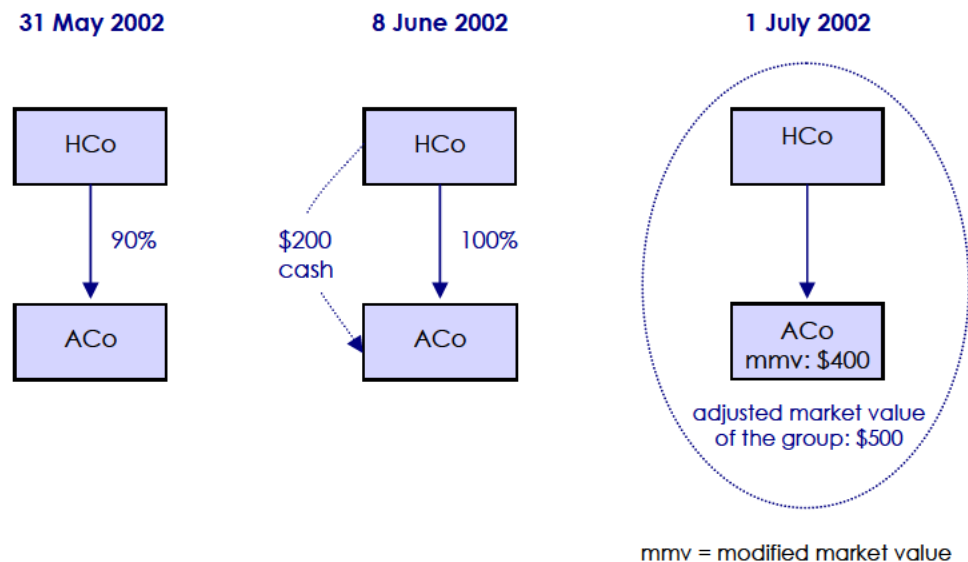 31 May 2002
8 June 2002
1 July 2002
HCo
HCo
HCo
90%
$200
cash
100%
ACo
ACo
ACo
mmv: $400
adjusted market value
of the group: $500
mmv = modified market value